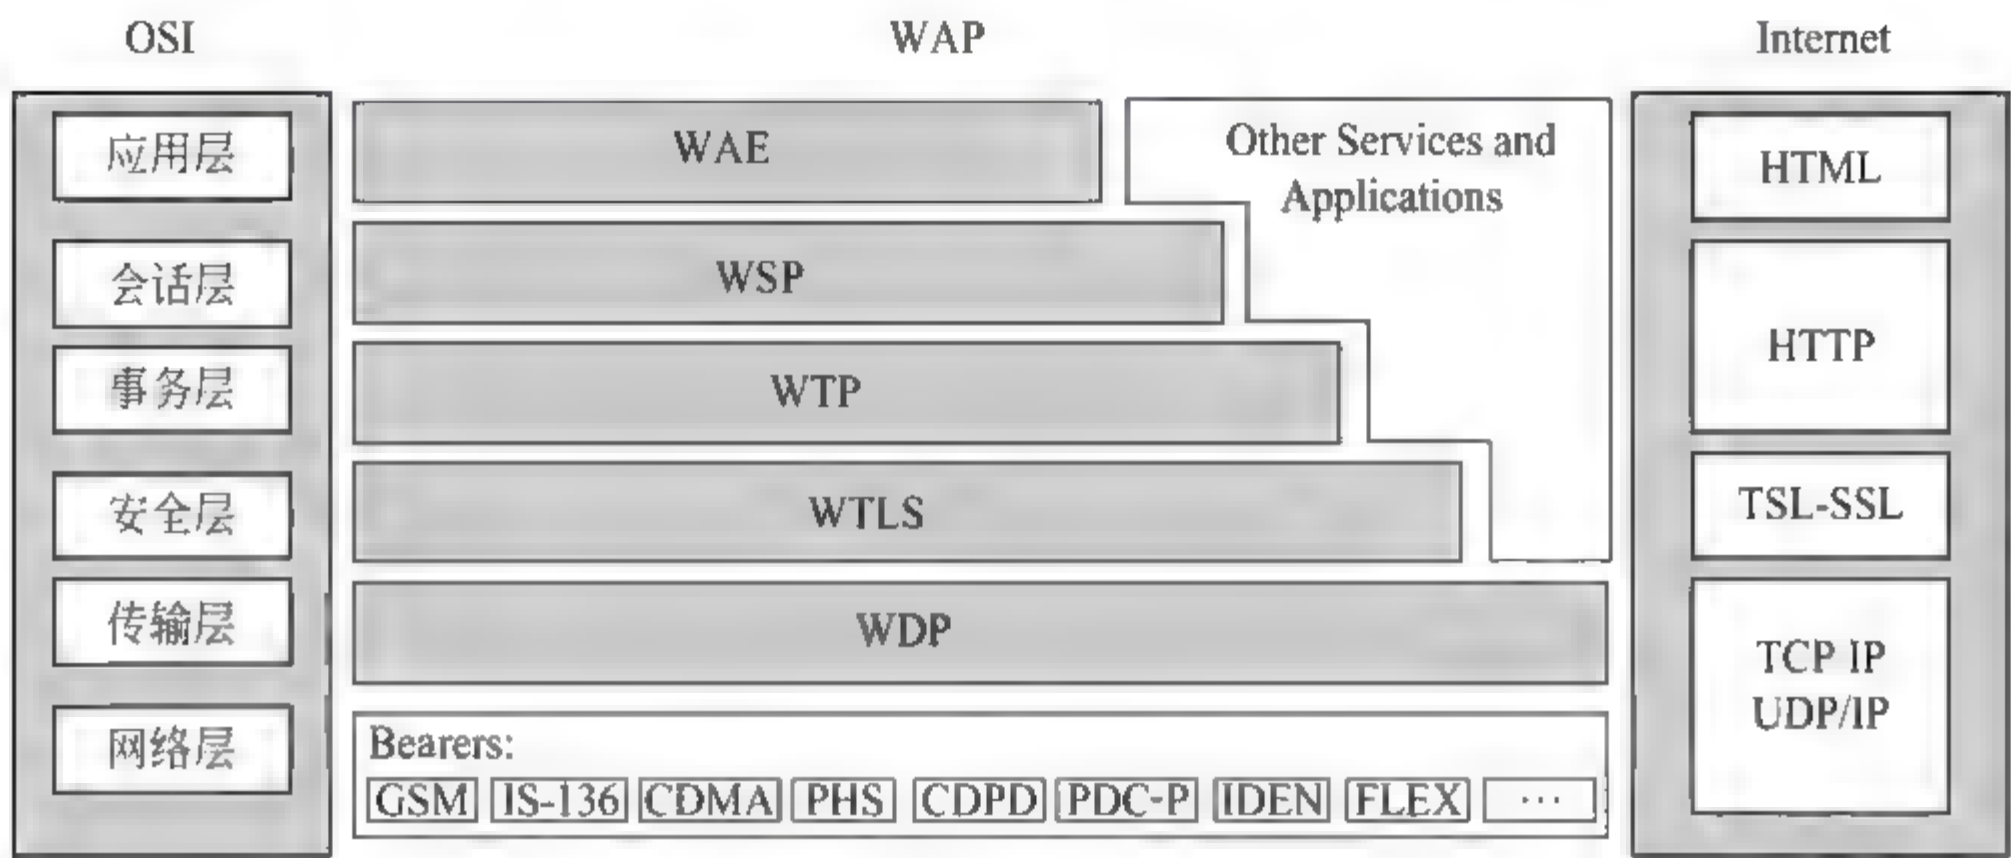 OSI
WAP
Internet
应用层
会话层
事务层
安全层
传输层
网络层
WAE
WSP
WTP
WTLS
WDP
Other Services and
Applications
Bearers:
GSM IS-136 CDMA PHS CDPD PDC-P IDEN FLEX …
HTML
HTTP
TSL-SSL
TCP IP
UDP/IP